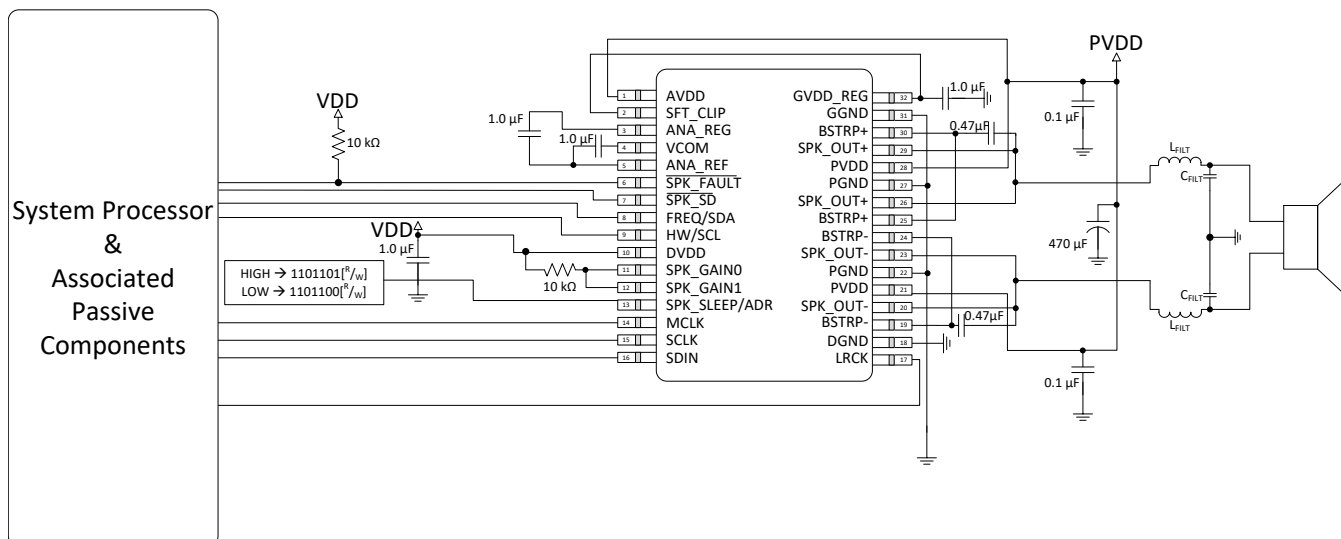 System Processor
&
Associated
Passive
Components
VDD
10 kΩ
1.0 µF
1.0 µF
VDD
1.0 µF
10 kΩ
HIGH → 1101101[R/W]
LOW → 1101100[R/W]
1 AVDD
2 SFT_CLIP
3 ANA_REG
4 VCOM
5 ANA_REF
6 SPK_FAULT
7 SPK_SD
8 FREQ/SDA
9 HW/SCL
10 DVDD
11 SPK_GAIN0
12 SPK_GAIN1
13 SPK_SLEEP/ADR
14 MCLK
15 SCLK
16 SDIN
GVDD_REG 32
GGND 31
BSTRP+ 30
SPK_OUT+ 29
PVDD 28
PGND 27
SPK_OUT+ 26
BSTRP+ 25
BSTRP- 24
SPK_OUT- 23
PGND 22
PVDD 21
SPK_OUT- 20
BSTRP- 19
DGND 18
LRCK 17
1.0 µF
0.47µF
0.47µF
PVDD
0.1 µF
470 µF
0.1 µF
LFILT
CFILT
CFILT
LFILT